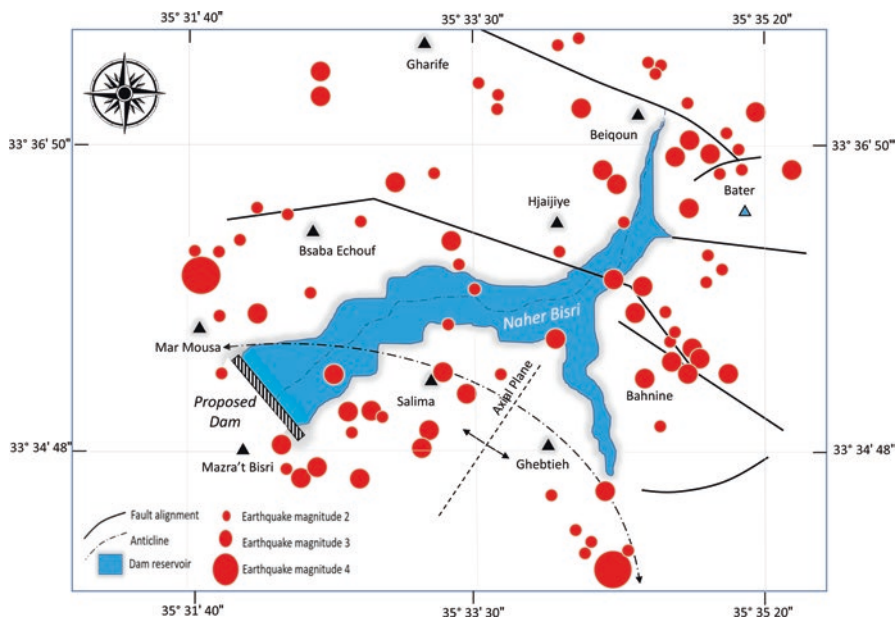 35° 31' 40"
35° 33' 30"
35° 35' 20"
Gharife
Beiqoun
33° 36' 50"
33° 36' 50"
Bater
Hjaijiye
Bsaba Echouf
Naher Bisri
Mar Mousa
Axial Plane
Bahnine
Salima
Proposed
Dam
33° 34' 48"
33° 34' 48"
Mazra't Bisri
Ghebtieh
Fault alignment
Earthquake magnitude 2
Anticline
Earthquake magnitude 3
Dam reservoir
Earthquake magnitude 4
35° 31' 40"
35° 33' 30"
35° 35' 20"